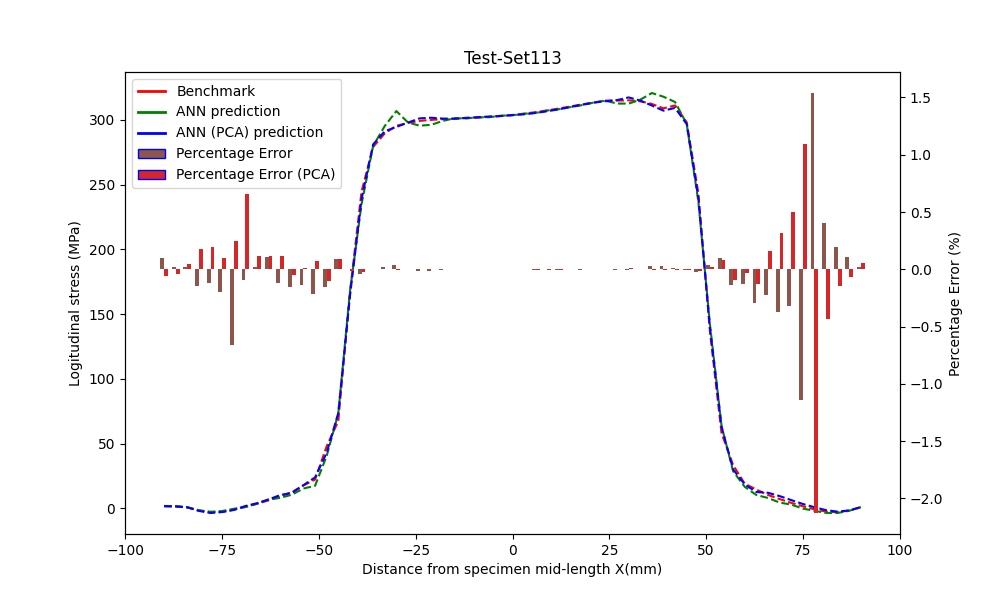 Test-Set113
Benchmark
ANN prediction
ANN (PCA) prediction
Percentage Error
Percentage Error (PCA)
Logitudinal stress (MPa)
300
250
200
150
100
50
0
1.5
1.0
0.5
0.0
−0.5
−1.0
−1.5
−2.0
Percentage Error (%)
−100 −75 −50 −25 0 25 50 75 100
Distance from specimen mid-length X(mm)